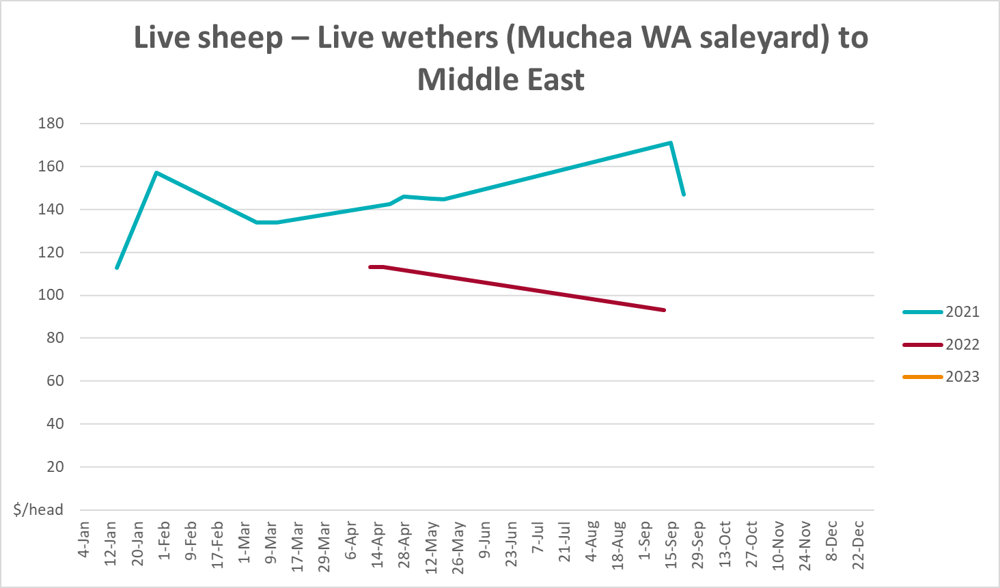 Live sheep – Live wethers (Muchea WA saleyard) to
Middle East
180
160
140
120
100
80
60
40
20
$/head
4-Jan
12-Jan
20-Jan
1-Feb
9-Feb
17-Feb
1-Mar
9-Mar
17-Mar
29-Mar
6-Apr
14-Apr
28-Apr
12-May
26-May
9-Jun
23-Jun
7-Jul
21-Jul
4-Aug
18-Aug
1-Sep
15-Sep
29-Sep
13-Oct
27-Oct
10-Nov
24-Nov
8-Dec
22-Dec
2021
2022
2023